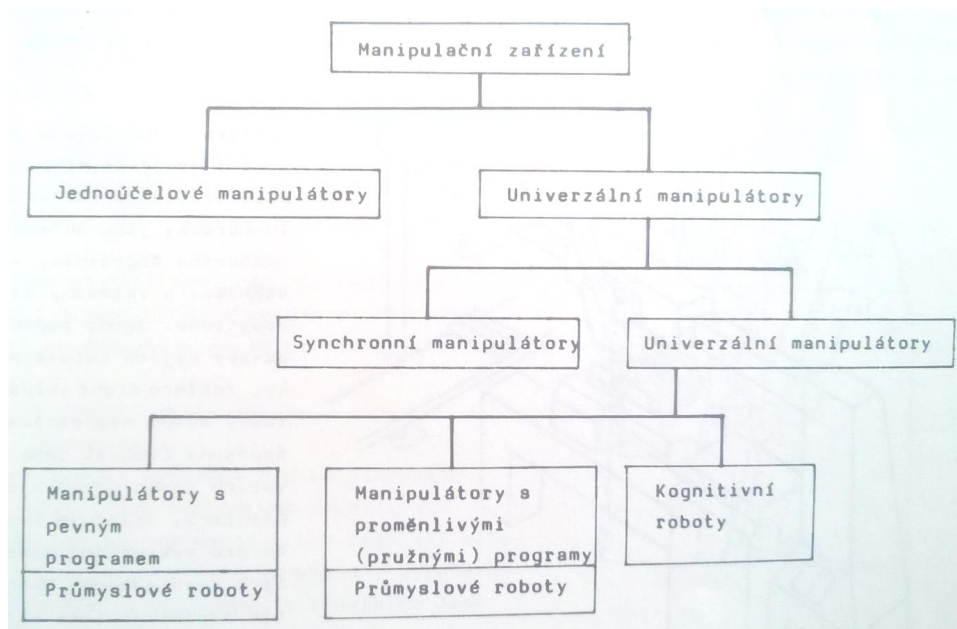 Manipulační zařízení
Jednoúčelové manipulátory
Univerzální manipulátory
Synchronní manipulátory
Univerzální manipulátory
Manipulátory s
pevným
programem
Průmyslové roboty
Manipulátory s
proměnlivými
(pružnými) programy
Průmyslové roboty
Kognitivní
roboty